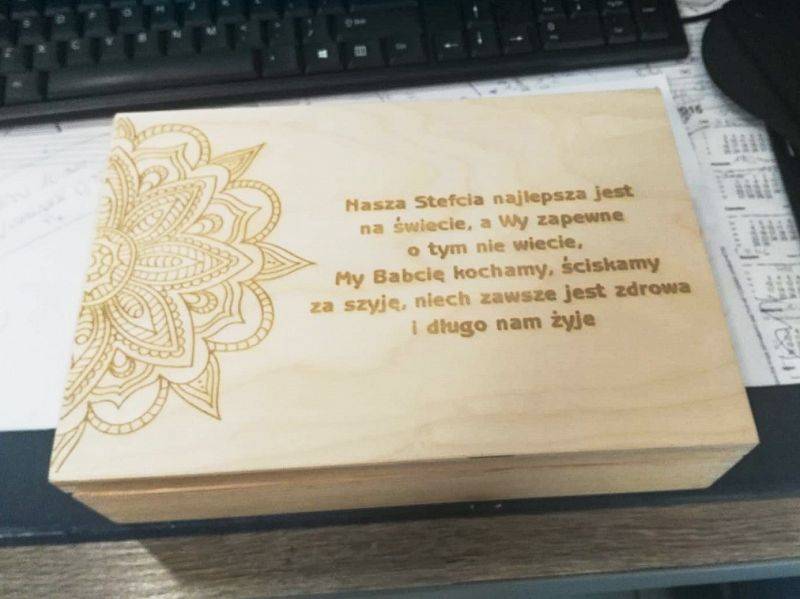 Nasza Stefcia najlepsza jest
na świecie, a Wy zapewne
o tym nie wiecie,
My Babcię kochamy, ściskamy
za szyję, niech zawsze jest zdrowa
i długo nam żyje